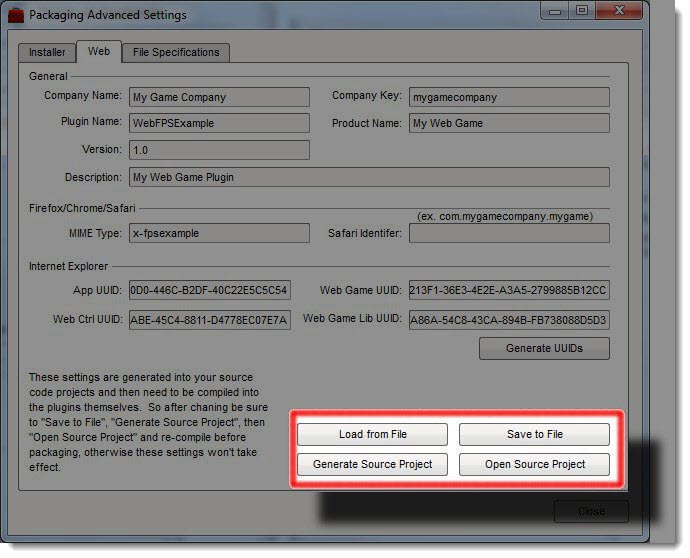 Packaging Advanced Settings
Installer Web File Specifications
General
Company Name: My Game Company Company Key: mygamecompany
Plugin Name: WebFPSExample Product Name: My Web Game
Version: 1.0
Description: My Web Game Plugin
Firefox/Chrome/Safari
(ex. com.mygamecompany.mygame)
MIME Type: x-fpsexample Safari Identifer:
Internet Explorer
App UUID: 0D0-446C-B2DF-40C22E5C5C54 Web Game UUID: 213F1-36E3-4E2E-A3A5-2799885B12CC
Web Ctrl UUID: ABE-45C4-8811-D4778EC07E7A Web Game Lib UUID: A86A-54C8-43CA-894B-FB738088D5D3
Generate UUIDs
These settings are generated into your source
code projects and then need to be compiled into
the plugins themselves. So after chaning be sure
to "Save to File", "Generate Source Project", then
"Open Source Project" and re-compile before
packaging, otherwise these settings won't take
effect.
Load from File Save to File
Generate Source Project Open Source Project
Close